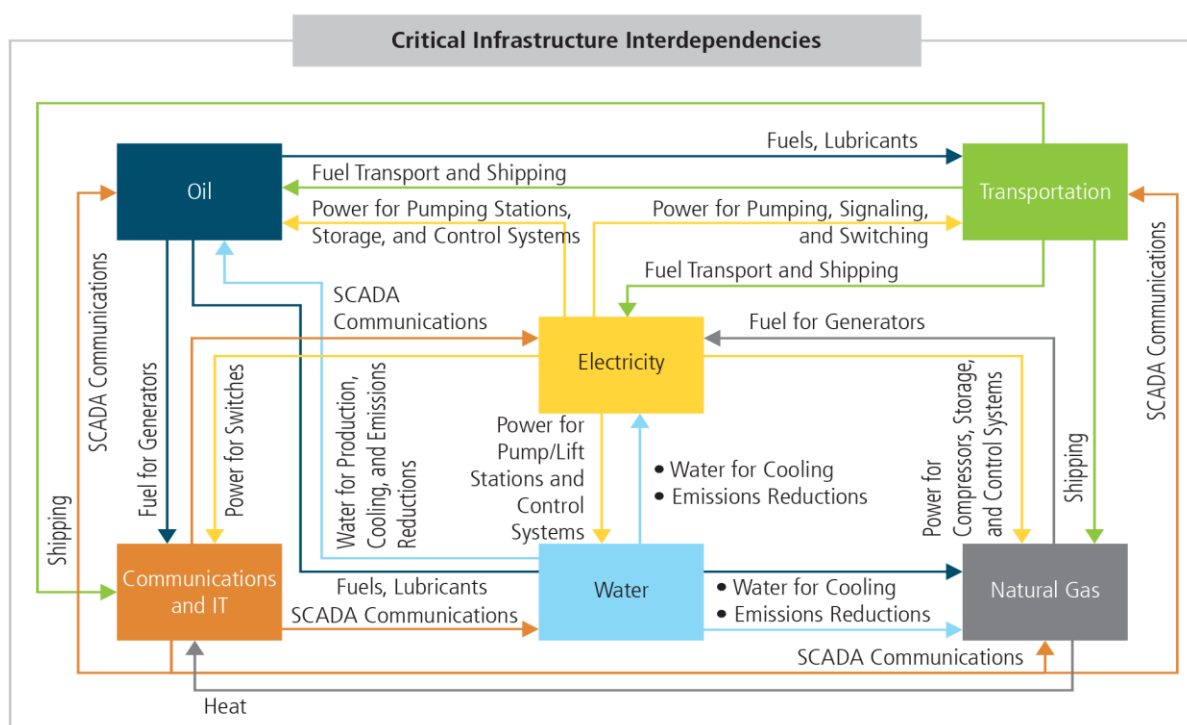 Critical Infrastructure Interdependencies
Fuels, Lubricants
Oil
Fuel Transport and Shipping
Transportation
Power for Pumping Stations,
Storage, and Control Systems
Power for Pumping, Signaling,
and Switching
Fuel Transport and Shipping
SCADA
Communications
Fuel for Generators
Electricity
SCADA Communications
Fuel for Generators
Power for Switches
Water for Production,
Cooling, and Emissions
Reductions
Power for
Pump/Lift
Stations and
Control
Systems
• Water for Cooling
• Emissions Reductions
Power for
Compressors, Storage,
and Control Systems
Shipping
SCADA Communications
Shipping
Communications
and IT
Fuels, Lubricants
SCADA Communications
Water
• Water for Cooling
• Emissions Reductions
Natural Gas
SCADA Communications
Heat